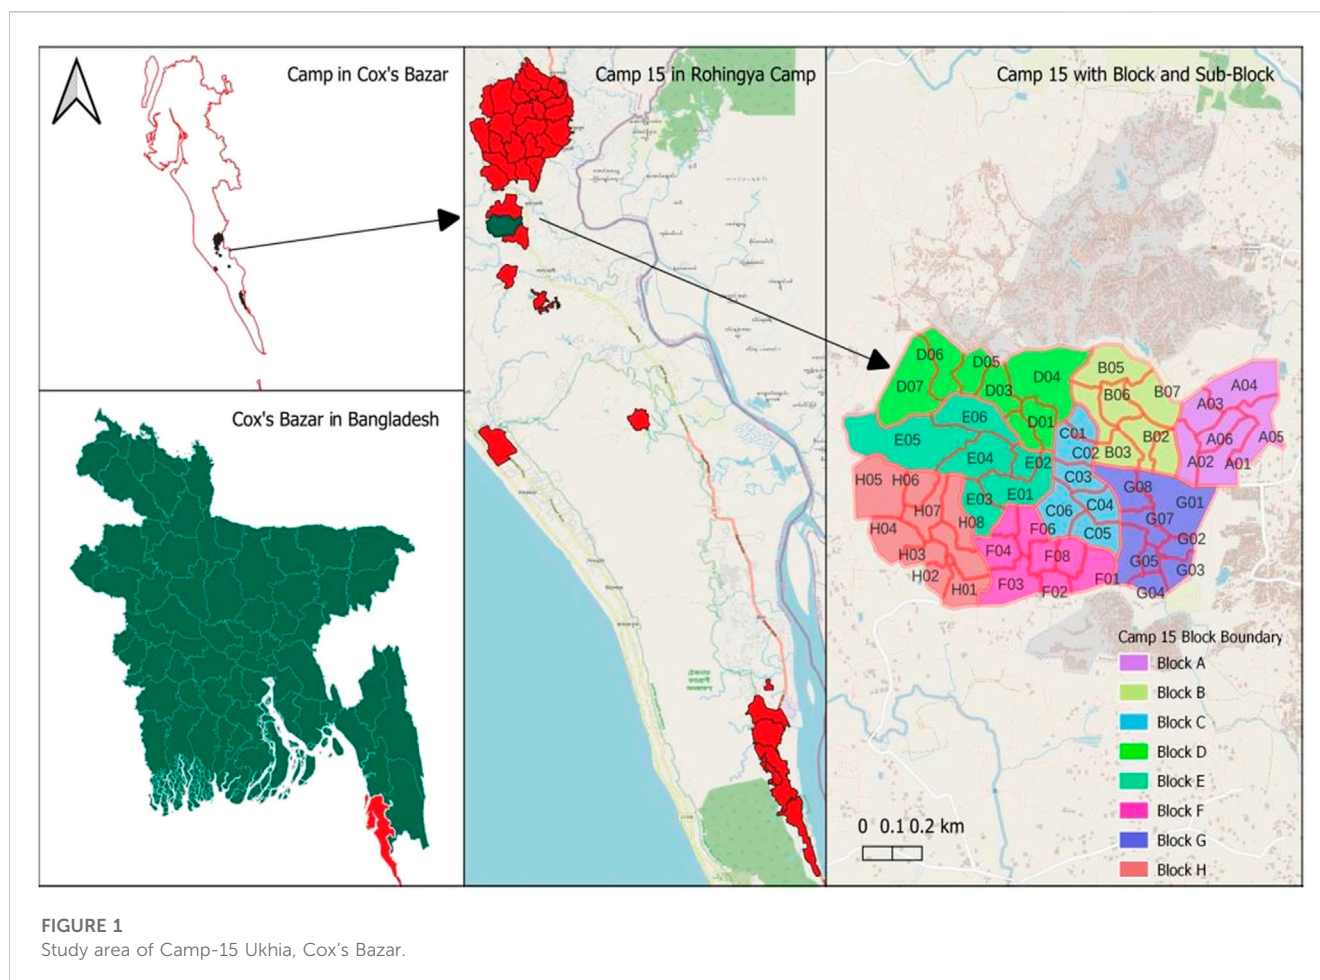 Camp in Cox's Bazar
Camp 15 in Rohingya Camp
Camp 15 with Block and Sub-Block
Cox's Bazar in Bangladesh
D06
D05
D04
D03
D07
D01
B05
B06
B07
B02
B03
A04
A03
A06
A05
A02
A01
E06
E05
E04
E02
E03
E01
C01
C02
C03
C04
C06
C05
H05
H06
H07
H08
H04
H03
H02
H01
F06
F04
F08
F03
F02
F01
G08
G01
G07
G02
G05
G03
G04
Camp 15 Block Boundary
Block A
Block B
Block C
Block D
Block E
Block F
Block G
Block H
0 0.1 0.2 km
FIGURE 1
Study area of Camp-15 Ukhia, Cox's Bazar.